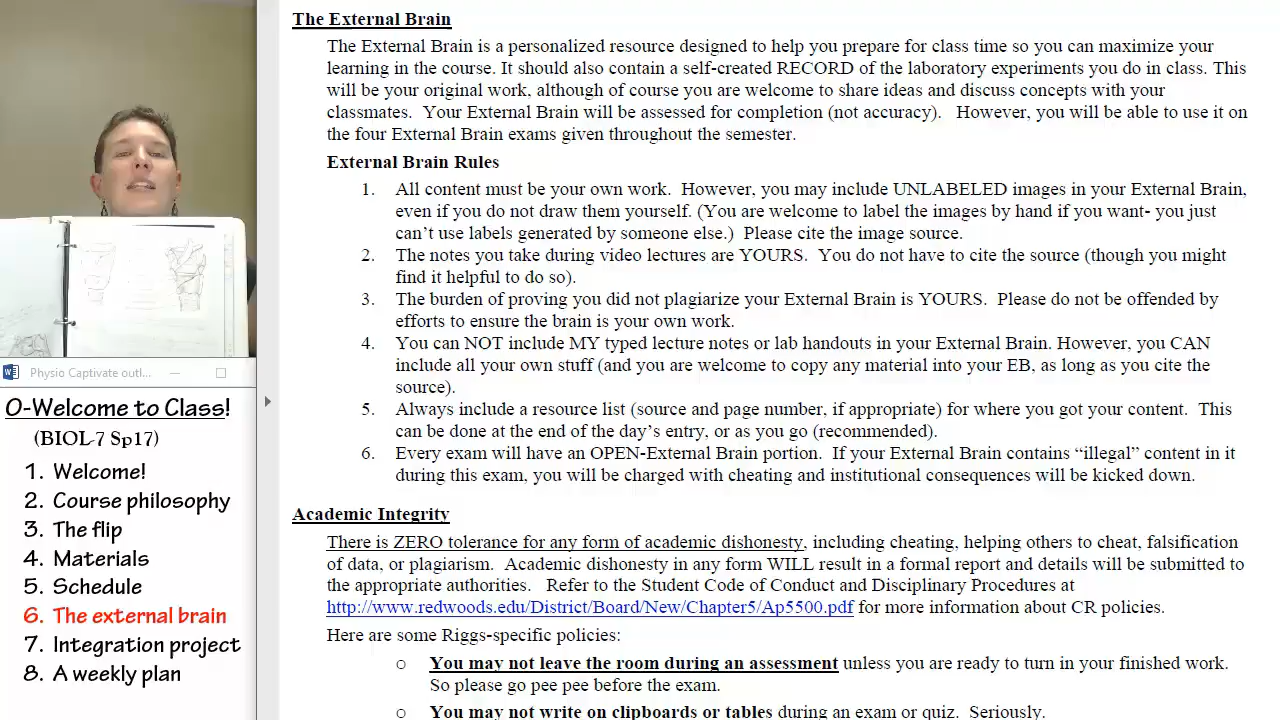 The External Brain
The External Brain is a personalized resource designed to help you prepare for class time so you can maximize your
learning in the course. It should also contain a self-created RECORD of the laboratory experiments you do in class. This
will be your original work, although of course you are welcome to share ideas and discuss concepts with your
classmates. Your External Brain will be assessed for completion (not accuracy). However, you will be able to use it on
the four External Brain exams given throughout the semester.
External Brain Rules
1. All content must be your own work. However, you may include UNLABELED images in your External Brain,
even if you do not draw them yourself. (You are welcome to label the images by hand if you want- you just
can't use labels generated by someone else.) Please cite the image source.
2. The notes you take during video lectures are YOURS. You do not have to cite the source (though you might
find it helpful to do so).
3. The burden of proving you did not plagiarize your External Brain is YOURS. Please do not be offended by
efforts to ensure the brain is your own work.
4. You can NOT include MY typed lecture notes or lab handouts in your External Brain. However, you CAN
include all your own stuff (and you are welcome to copy any material into your EB, as long as you cite the
source).
5. Always include a resource list (source and page number, if appropriate) for where you got your content. This
can be done at the end of the day's entry, or as you go (recommended).
6. Every exam will have an OPEN-External Brain portion. If your External Brain contains “illegal” content in it
during this exam, you will be charged with cheating and institutional consequences will be kicked down.
Academic Integrity
There is ZERO tolerance for any form of academic dishonesty, including cheating, helping others to cheat, falsification
of data, or plagiarism. Academic dishonesty in any form WILL result in a formal report and details will be submitted to
the appropriate authorities. Refer to the Student Code of Conduct and Disciplinary Procedures at
http://www.redwoods.edu/District/Board/New/Chapter5/Ap5500.pdf for more information about CR policies.
Here are some Riggs-specific policies:
o You may not leave the room during an assessment unless you are ready to turn in your finished work.
So please go pee pee before the exam.
o You may not write on clipboards or tables during an exam or quiz. Seriously.
Physio Captivate outl...
O-Welcome to Class!
(BIOL-7 Sp17)
1. Welcome!
2. Course philosophy
3. The flip
4. Materials
5. Schedule
6. The external brain
7. Integration project
8. A weekly plan